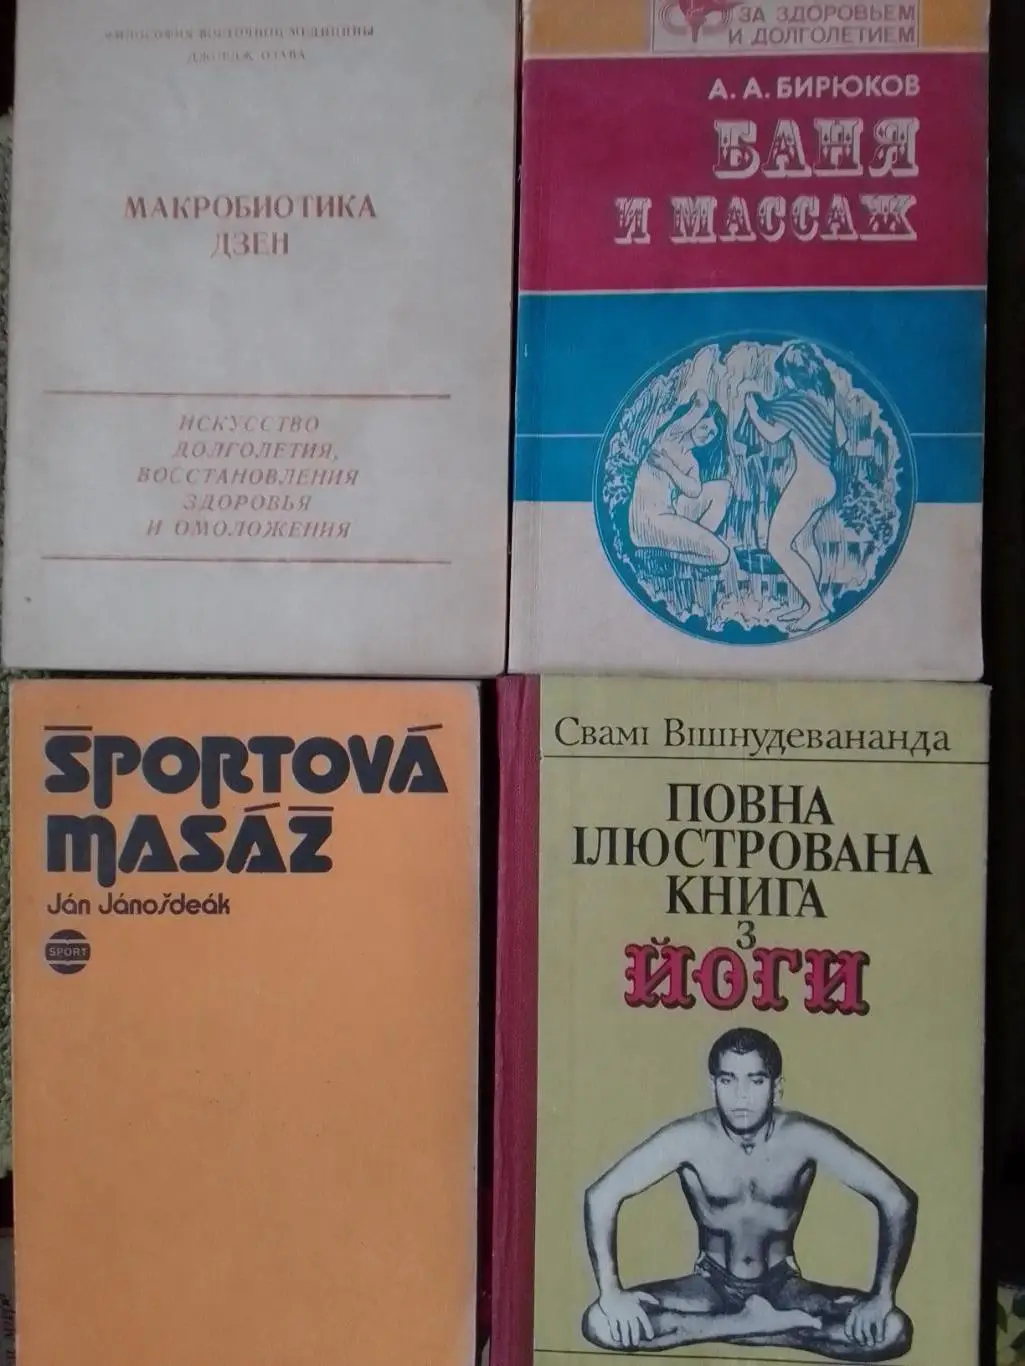 ФИЛОСОФИЯ ВОСТОЧНОЙ МЕДИЦИНЫ
ДЖОРДЖ ОЗАВА
МАКРОБИОТИКА
ДЗЕН
ИСКУССТВО
ДОЛГОЛЕТИЯ,
ВОССТАНОВЛЕНИЯ
ЗДОРОВЬЯ
И ОМОЛОЖЕНИЯ
ЗА ЗДОРОВЬЕМ
И ДОЛГОЛЕТИЕМ
А. А. БИРЮКОВ
БАНЯ
И МАССАЖ
ŠPORTOVÁ
MASÁŽ
Ján Jánošdeák
SPORT
Свамі Вішнудевананда
ПОВНА
ІЛЮСТРОВАНА
КНИГА
З
ЙОГИ